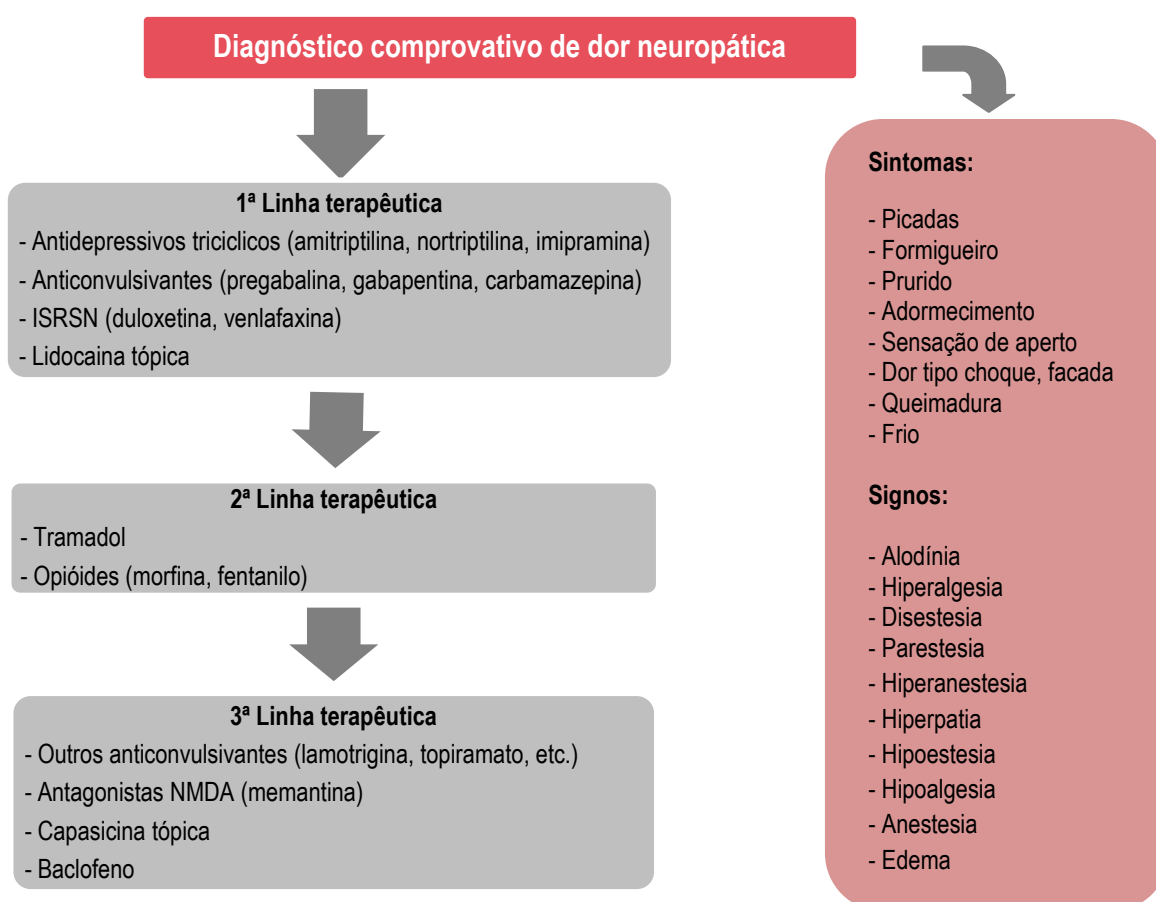 Diagnóstico comprovativo de dor neuropática
1ª Linha terapêutica
- Antidepressivos triciclicos (amitriptilina, nortriptilina, imipramina)
- Anticonvulsivantes (pregabalina, gabapentina, carbamazepina)
- ISRSN (duloxetina, venlafaxina)
- Lidocaina tópica
2ª Linha terapêutica
- Tramadol
- Opióides (morfina, fentanilo)
3ª Linha terapêutica
- Outros anticonvulsivantes (lamotrigina, topiramato, etc.)
- Antagonistas NMDA (memantina)
- Capasicina tópica
- Baclofeno
Sintomas:
- Picadas
- Formigueiro
- Prurido
- Adormecimento
- Sensação de aperto
- Dor tipo choque, facada
- Queimadura
- Frio
Signos:
- Alodínia
- Hiperalgesia
- Disestesia
- Parestesia
- Hiperanestesia
- Hiperpatia
- Hipoestesia
- Hipoalgesia
- Anestesia
- Edema